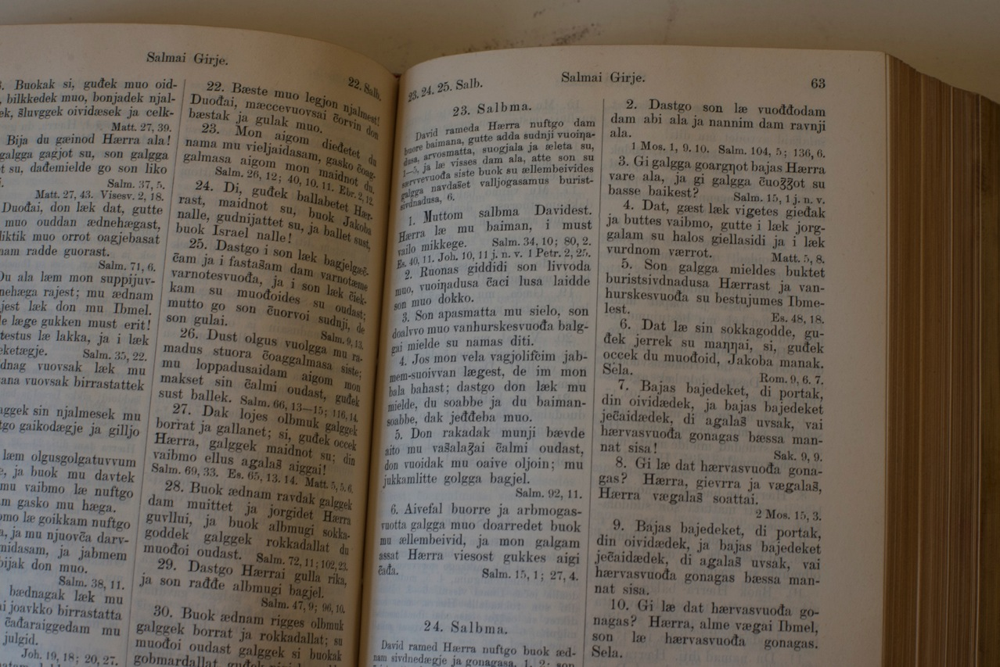 Salmai Girje.
22. Salb.
Buokak si, guđek muo oid-
bilkkedek muo, bonjadek njal-
šluvggek oividæsek ja celk-
Matt. 27, 39.
Bija du gæinod Hærra ala!
galgga gagjot su, son galgga
su, dađemielde go son liko
Salm. 37, 5.
Matt. 27, 43. Visesv. 2, 18.
Duođai, don læk dat, gutte
muo ouddan ædnehægast,
muo orrot oagjebasat
radde guorast.
Salm. 71, 6.
ala læm mon suppijuv-
rajest; mu ædnam
læk don mu Ibmel.
læge gukken must erit!
læ lakka, ja i læk
Salm. 35, 22.
vuovsak læk mu
vuovsak birrastattek
sin njalmesek mu
gaikodægje ja gilljo
læm olgusgolgatuvvum
ja buok mu davtek
mu vaibmo læ nuftgo
gasko mu hæga.
læ goikkam nuftgo
ja mu njuovča darv-
ja jabmem
don muo.
Salm. 38, 11.
bædnagak læk mu
joavkko birrastatta
čađaraiggedam mu
julgid.
Joh. 19, 18; 20, 27.
22. Bæste muo legjon njalmest!
Duođai, mæccevuovsai čorvin don
bæstak ja gulak muo.
23. Mon aigom dieđetet du
nama mu vieljaidasam, gasko čoag-
galmasa aigom mon maidnot du.
Salm. 26, 12; 40, 10. 11. Ebr. 2, 12.
24. Di, guđek ballabetet Hær-
rast, maidnot su, buok Jakoba
nalle, gudnijattet su, ja ballet sust,
buok Israel nalle!
25. Dastgo i son læk bagjelgæč-
čam ja i fastašam dam varnotæme
varnotesvuođa, ja i son læk čiek-
kam su muođoides su oudast;
mutto go son čuorvoi sudnji, de
son gulai.
Salm. 9, 13.
26. Dust olgus vuolgga mu ra-
madus stuora čoaggalmasa siste;
mu loppadusaidam aigom mon
makset sin čalmi oudast, guđek
sust ballek. Salm. 66, 13—15; 116, 14.
27. Dak lojes olbmuk galggek
borrat ja gallanet; si, guđek occek
Hærra, galggek maidnot su; din
vaibmo ellus agalaš aiggai!
Salm. 69, 33. Es. 65, 13. 14. Matt. 5, 5. 6.
28. Buok ædnam ravdak galggek
dam muittet ja jorgidet Hærra
guvllui, ja buok albmugi sokka-
goddek galggek rokkadallat du
muođoi oudast. Salm. 72, 11; 102, 23.
29. Dastgo Hærrai gulla rika,
ja son rađđe albmugi bagjel.
Salm. 47, 9; 96, 10.
30. Buok ædnam rigges olbmuk
galggek borrat ja rokkadallat; su
muođoi oudast galggek si buokak
gobmardallat, guđek
23. 24. 25. Salb.
Salmai Girje.
63
23. Salbma.
David rameda Hærra nuftgo dam
buore baimana, gutte adda sudnji vuoiŋa-
dusa, arvosmatta, suogjala ja æleta su,
1—5, ja læ visses dam ala, atte son su
særvvevuođa siste buok su ællembeivides
galgga navdašet valljogasamus burist-
sivdnadusa, 6.
1. Muttom salbma Davidest.
Hærra læ mu baiman, i must
vailo mikkege. Salm. 34, 10; 80, 2.
Es. 40, 11. Joh. 10, 11 j. n. v. 1 Petr. 2, 25.
2. Ruonas giddidi son livvoda
muo, vuoiŋadusa čaci lusa laidde
son muo dokko.
3. Son apasmatta mu sielo, son
doalvvo muo vanhurskesvuođa balg-
gai mielde su namas diti.
4. Jos mon vela vagjolifčim jab-
mem-suoivvan lægest, de im mon
bala bahast; dastgo don læk mu
mielde, du soabbe ja du baiman-
soabbe, dak jeđđeba muo.
5. Don rakadak munji bævde
aito mu vašalaʒʒai čalmi oudast,
don vuoidak mu oaive oljoin; mu
jukkamlitte golgga bagjel.
Salm. 92, 11.
6. Aivefal buorre ja arbmogas-
vuotta galgga muo doarredet buok
mu ællembeivid, ja mon galgam
assat Hærra viesost gukkes aigi
čađa.
Salm. 15, 1; 27, 4.
24. Salbma.
David ramed Hærra nuftgo buok æd-
nam sivdnedægje ja gonagasa, 1. 2; son
2. Dastgo son læ vuođđodam
dam abi ala ja nannim dam ravnji
ala.
1 Mos. 1, 9. 10. Salm. 104, 5; 136, 6.
3. Gi galgga goargŋot bajas Hærra
vare ala, ja gi galgga čuoʒʒot su
basse baikest? Salm. 15, 1 j. n. v.
4. Dat, gæst læk vigetes gieđak
ja buttes vaibmo, gutte i læk jorg-
galam su halos giellasidi ja i læk
vurdnom værrot. Matt. 5, 8.
5. Son galgga mieldes buktet
buristsivdnadusa Hærrast ja van-
hurskesvuođa su bestujumes Ibme-
lest.
Es. 48, 18.
6. Dat læ sin sokkagodde, gu-
đek jerrek su maŋŋai, si, guđek
occek du muođoid, Jakoba manak.
Sela.
Rom. 9, 6. 7.
7. Bajas bajedeket, di portak,
din oividædek, ja bajas bajedeket
ječaidædek, di agalaš uvsak, vai
hærvasvuođa gonagas bæssa man-
nat sisa!
Sak. 9, 9.
8. Gi læ dat hærvasvuođa gona-
gas? Hærra, gievrra ja vægalaš,
Hærra vægalaš soattai.
2 Mos. 15, 3.
9. Bajas bajedeket, di portak,
din oividædek, ja bajas bajedeket
ječaidædek, di agalaš uvsak, vai
hærvasvuođa gonagas bæssa man-
nat sisa.
10. Gi læ dat hærvasvuođa go-
nagas? Hærra, alme vægai Ibmel,
son læ hærvasvuođa gonagas.
Sela.